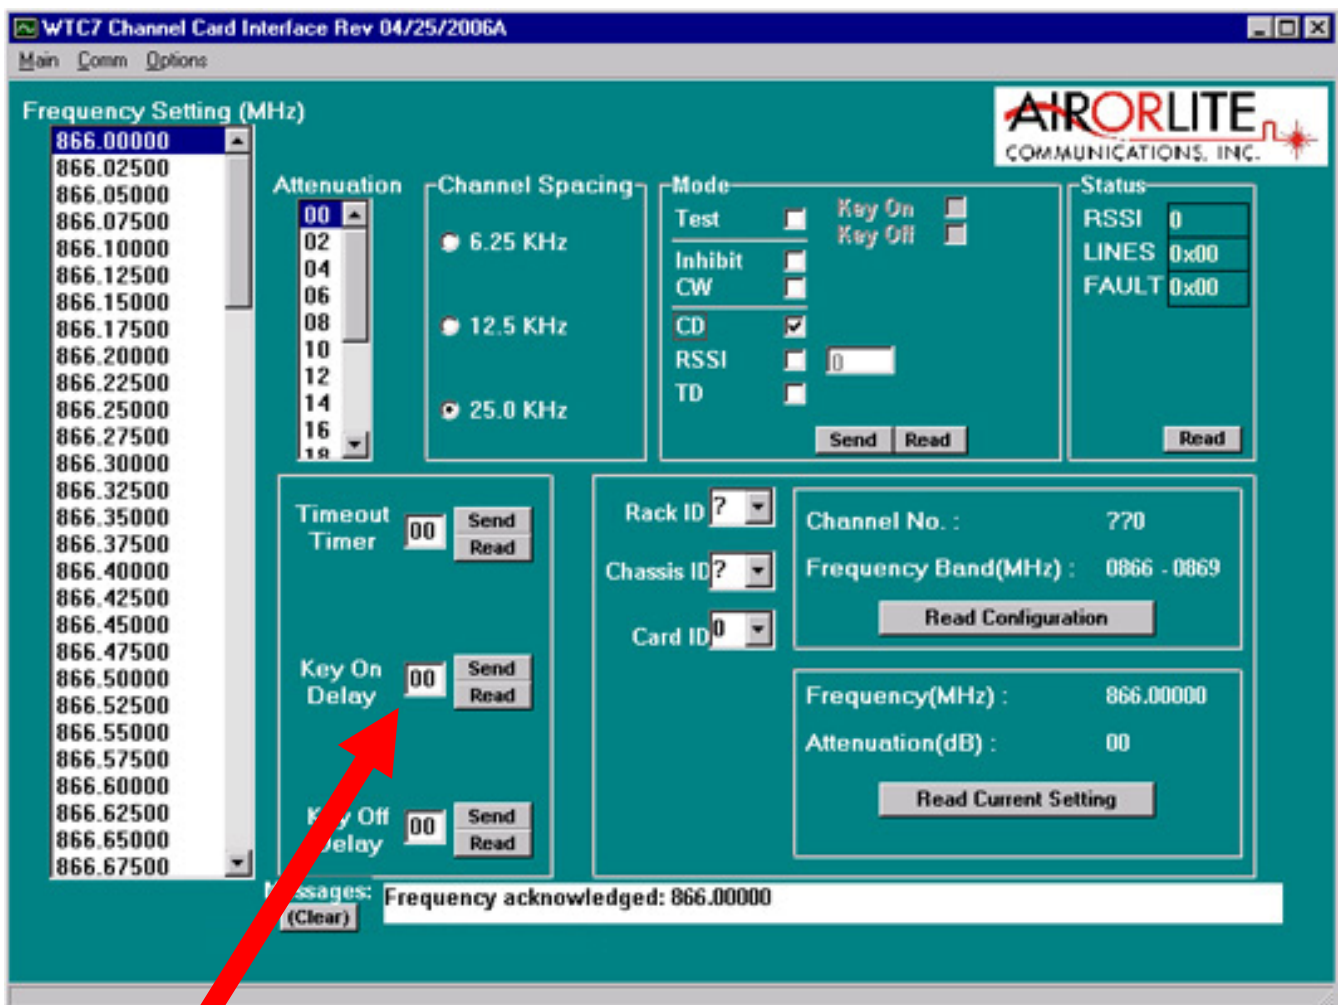 WTC7 Channel Card Interface Rev 04/25/2006A
Main Comm Options
Frequency Setting (MHz)
866.00000
866.02500
866.05000
866.07500
866.10000
866.12500
866.15000
866.17500
866.20000
866.22500
866.25000
866.27500
866.30000
866.32500
866.35000
866.37500
866.40000
866.42500
866.45000
866.47500
866.50000
866.52500
866.55000
866.57500
866.60000
866.62500
866.65000
866.67500
AIRORLITE
COMMUNICATIONS, INC.
Attenuation
00
02
04
06
08
10
12
14
16
18
Channel Spacing
6.25 KHz
12.5 KHz
25.0 KHz
Mode
Test
Key On
Key Off
Inhibit
CW
CD
RSSI 0
TD
Send Read
Status
RSSI 0
LINES 0x00
FAULT 0x00
Read
Timeout Timer 00 Send Read
Key On Delay 00 Send Read
Key Off Delay 00 Send Read
Rack ID ?
Chassis ID ?
Card ID 0
Channel No. : ??0
Frequency Band(MHz) : 0866 - 0869
Read Configuration
Frequency(MHz) : 866.00000
Attenuation(dB) : 00
Read Current Setting
Messages: Frequency acknowledged: 866.00000
(Clear)